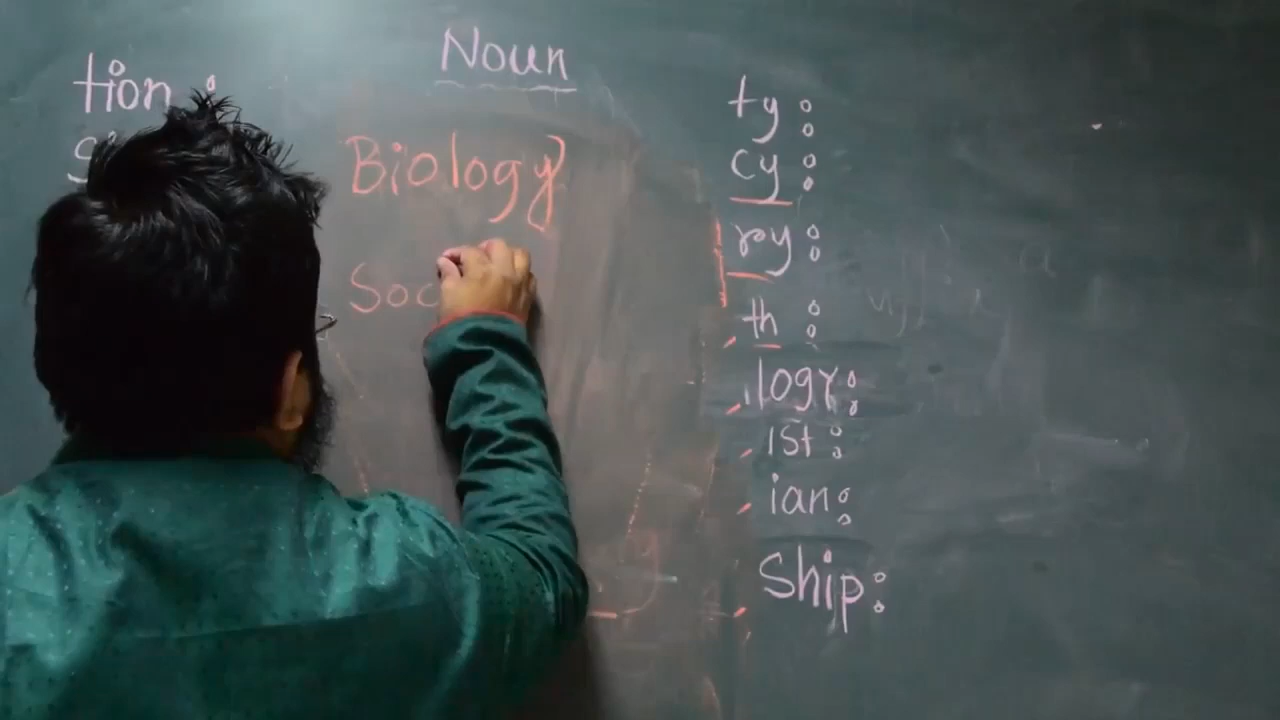 Noun
tion :
Biology
Soc
ty :
cy :
ry :
th :
logy:
ist:
ian:
Ship: